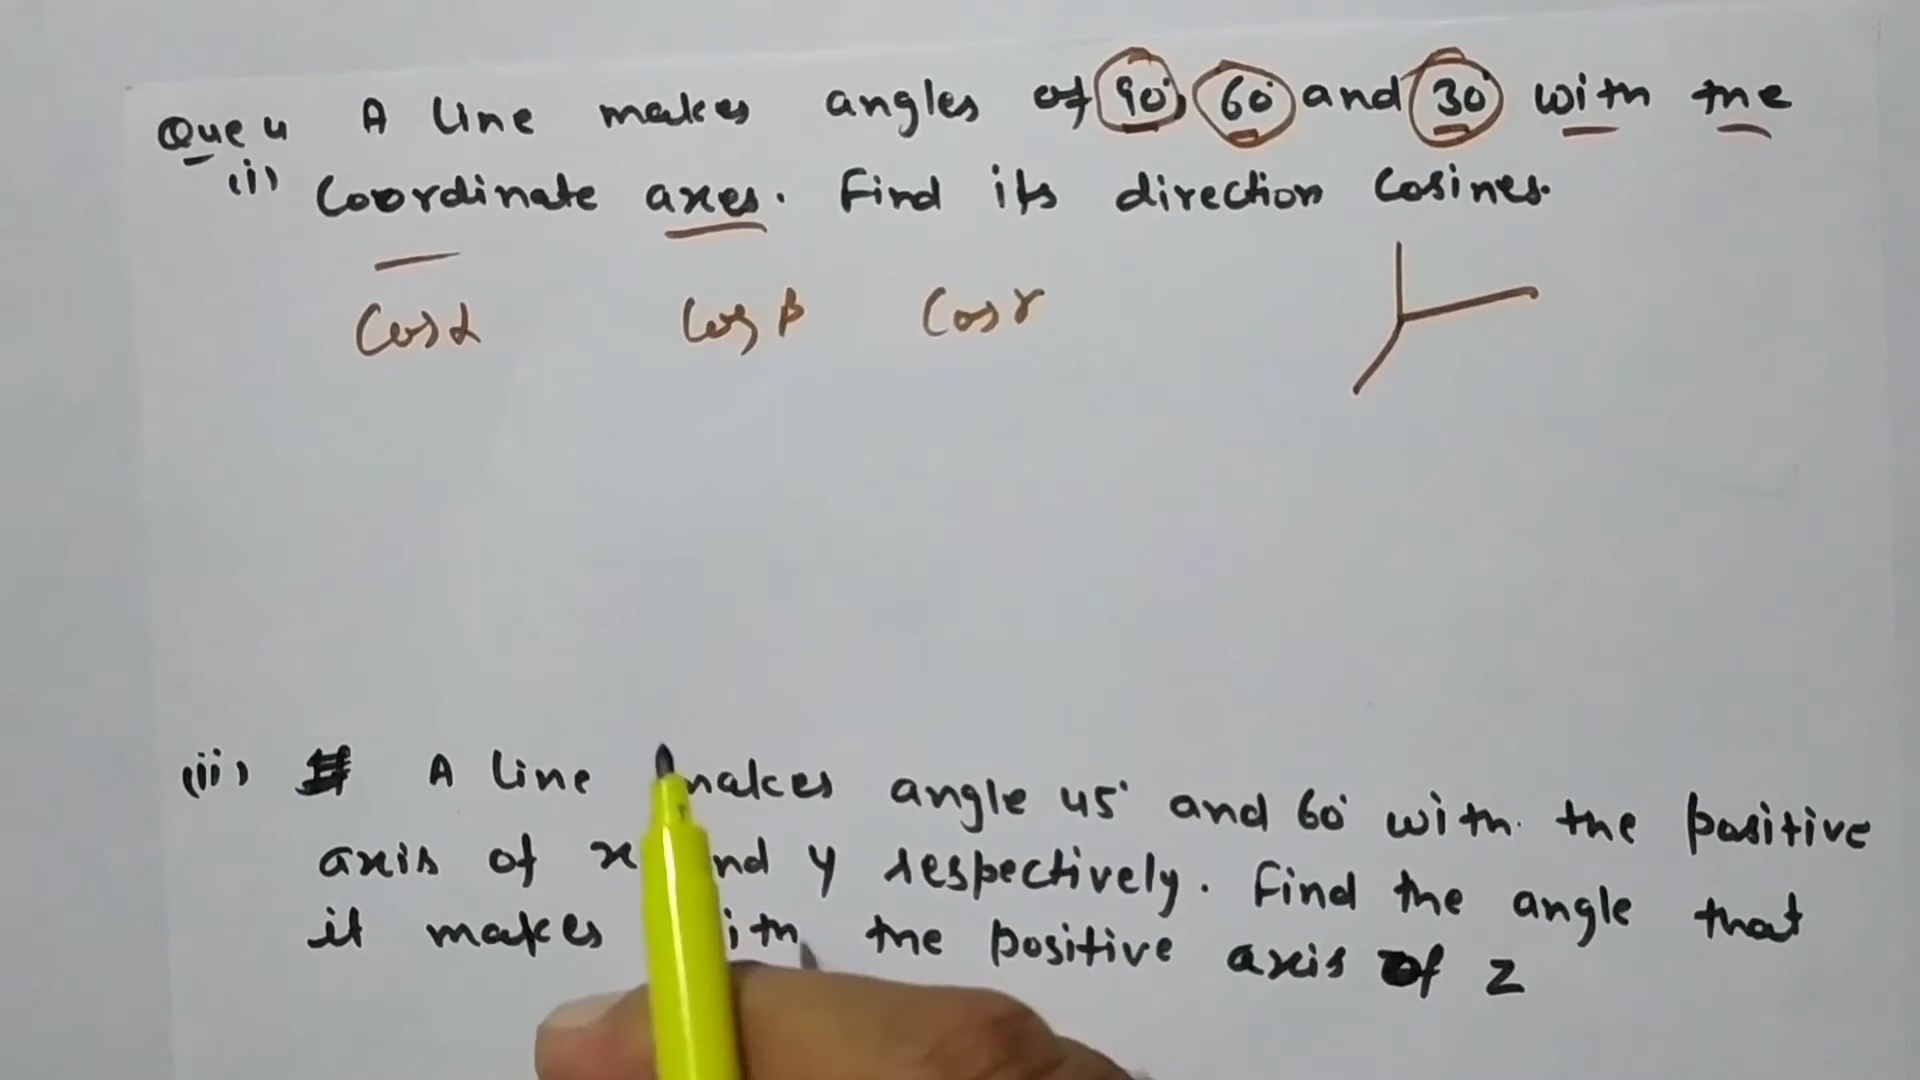 Que 4 A line makes angles of 90°, 60° and 30° with the
(i) Coordinate axes. Find its direction Cosines.
Cosα Cosβ Cosγ
(ii) A line makes angle 45° and 60° with the positive
axis of x and y respectively. Find the angle that
it makes with the positive axis of z